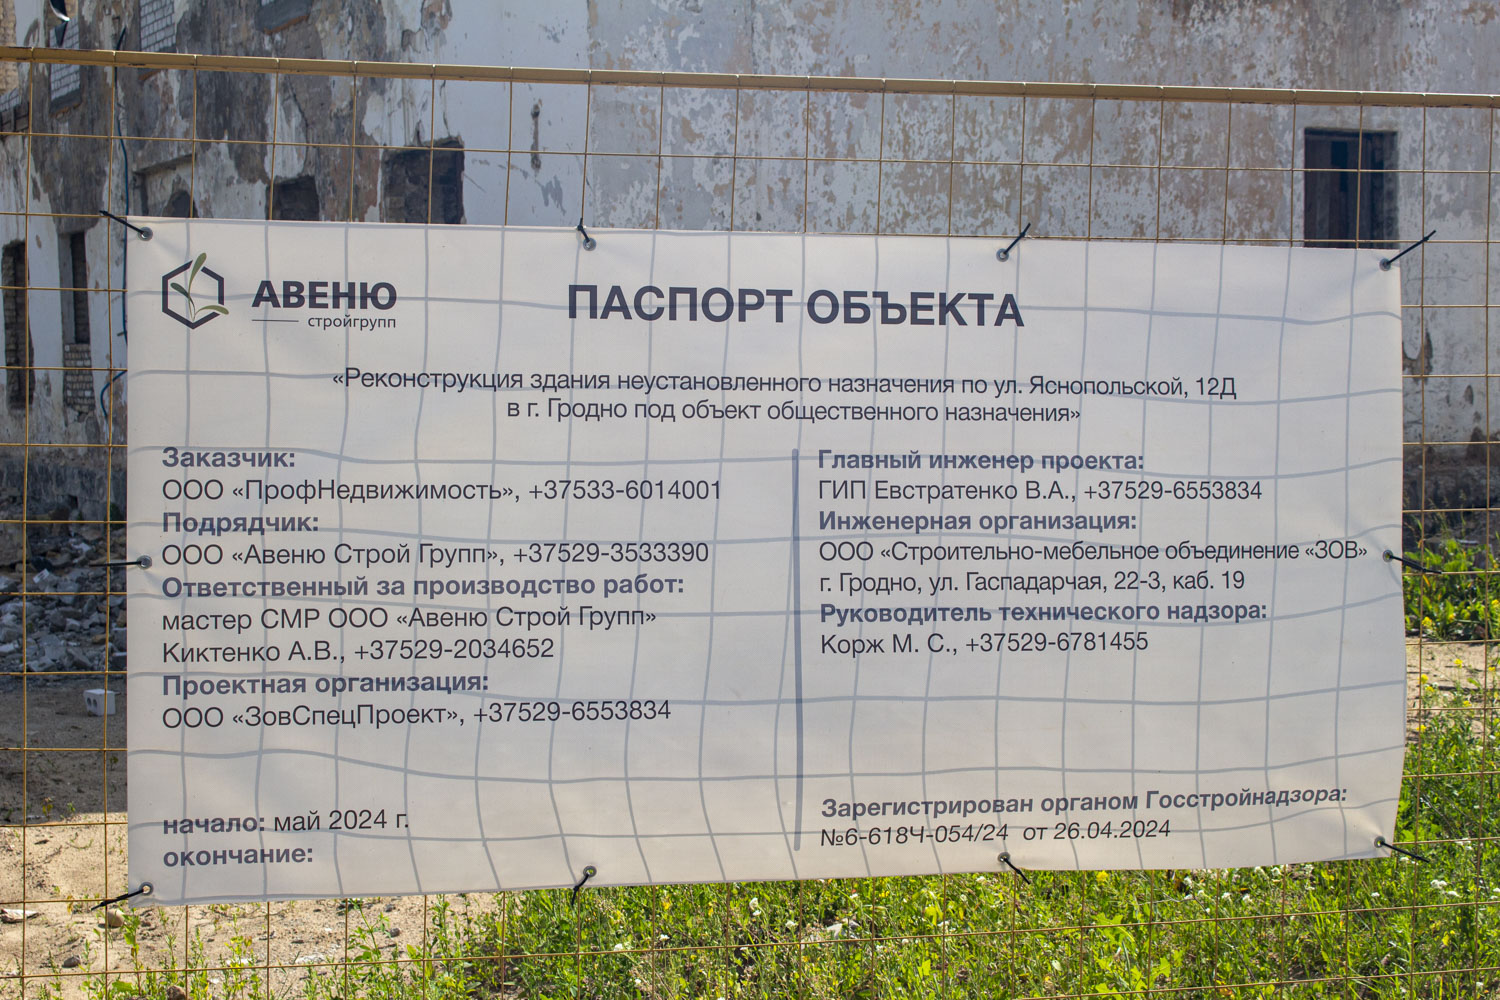 АВЕНЮ
стройгрупп
ПАСПОРТ ОБЪЕКТА
«Реконструкция здания неустановленного назначения по ул. Яснопольской, 12Д
в г. Гродно под объект общественного назначения»
Заказчик:
ООО «ПрофНедвижимость», +37533-6014001
Подрядчик:
ООО «Авеню Строй Групп», +37529-3533390
Ответственный за производство работ:
мастер СМР ООО «Авеню Строй Групп»
Киктенко А.В., +37529-2034652
Проектная организация:
ООО «ЗовСпецПроект», +37529-6553834
начало: май 2024 г.
окончание:
Главный инженер проекта:
ГИП Евстратенко В.А., +37529-6553834
Инженерная организация:
ООО «Строительно-мебельное объединение «ЗОВ»
г. Гродно, ул. Гаспадарчая, 22-3, каб. 19
Руководитель технического надзора:
Корж М. С., +37529-6781455
Зарегистрирован органом Госстройнадзора:
№6-618Ч-054/24 от 26.04.2024